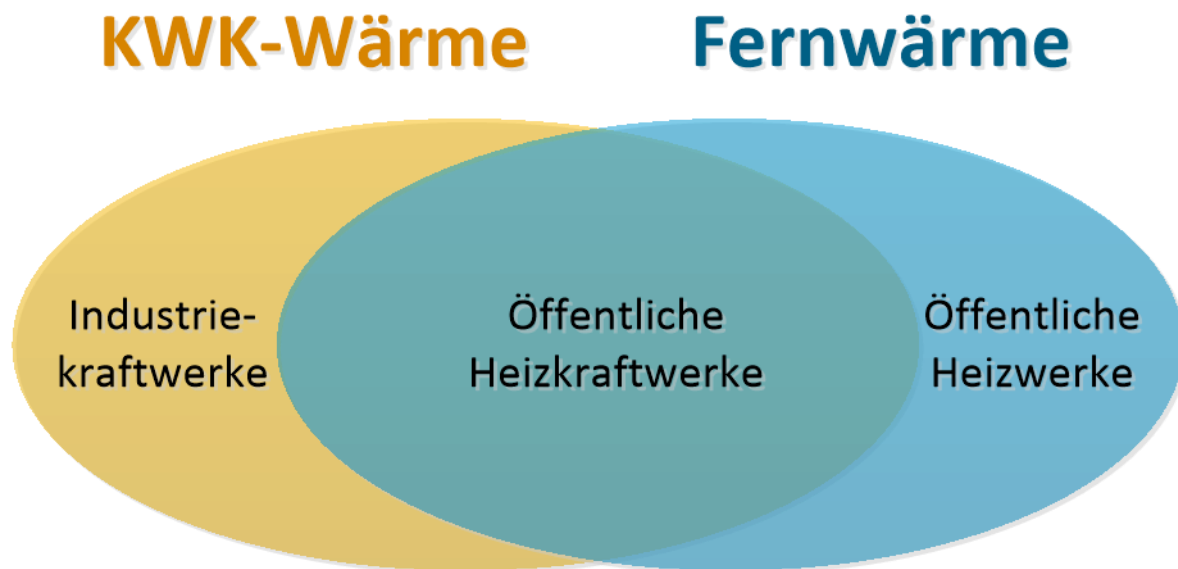 KWK-Wärme
Fernwärme
Industrie-
kraftwerke
Öffentliche
Heizkraftwerke
Öffentliche
Heizwerke